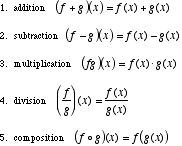 1. addition (f + g)(x) = f(x) + g(x)
2. subtraction (f – g)(x) = f(x) – g(x)
3. multiplication (fg)(x) = f(x) · g(x)
4. division (f/g)(x) = f(x)/g(x)
5. composition (f ∘ g)(x) = f(g(x))